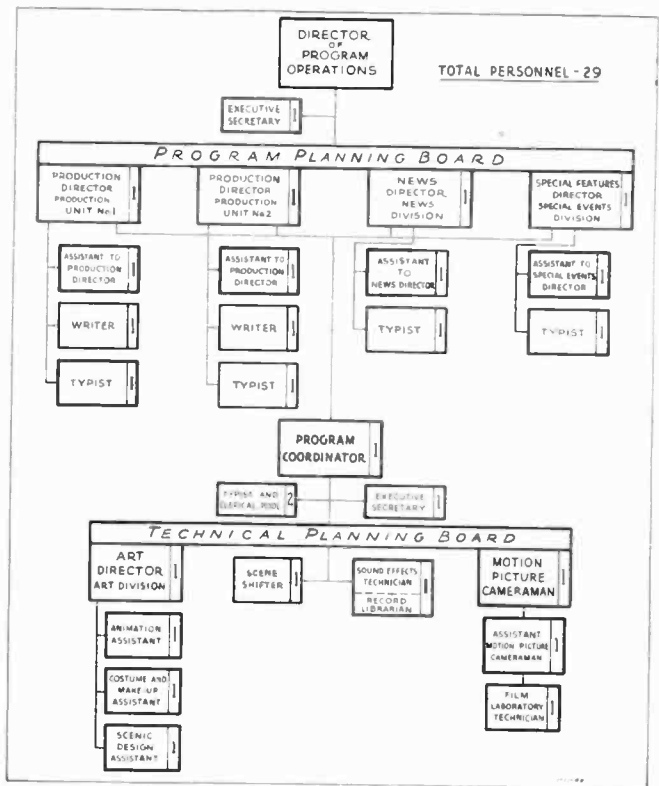 DIRECTOR
OF
PROGRAM
OPERATIONS
TOTAL PERSONNEL - 29
EXECUTIVE
SECRETARY
1
PROGRAM PLANNING BOARD
PRODUCTION
DIRECTOR
PRODUCTION
UNIT No1
1
PRODUCTION
DIRECTOR
PRODUCTION
UNIT No2
1
NEWS
DIRECTOR
NEWS
DIVISION
1
SPECIAL FEATURES
DIRECTOR
SPECIAL EVENTS
DIVISION
1
ASSISTANT TO
PRODUCTION
DIRECTOR
1
ASSISTANT TO
PRODUCTION
DIRECTOR
1
ASSISTANT
TO
NEWS DIRECTOR
1
ASSISTANT TO
SPECIAL EVENTS
DIRECTOR
1
WRITER
1
WRITER
1
TYPIST
1
TYPIST
1
TYPIST
1
TYPIST
1
PROGRAM
COORDINATOR
1
TYPIST AND
CLERICAL POOL
2
EXECUTIVE
SECRETARY
1
TECHNICAL PLANNING BOARD
ART
DIRECTOR
ART DIVISION
1
SCENE
SHIFTER
1
SOUND EFFECTS
TECHNICIAN
RECORD
LIBRARIAN
1
MOTION
PICTURE
CAMERAMAN
1
ANIMATION
ASSISTANT
1
ASSISTANT
MOTION PICTURE
CAMERAMAN
1
COSTUME AND
MAKE-UP
ASSISTANT
1
FILM
LABORATORY
TECHNICIAN
1
SCENIC
DESIGN
ASSISTANT
1